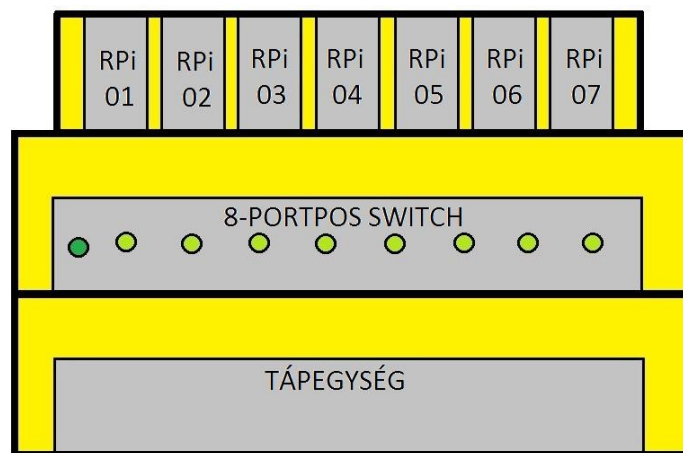 RPi
01
RPi
02
RPi
03
RPi
04
RPi
05
RPi
06
RPi
07
8-PORTPOS SWITCH
TÁPEGYSÉG